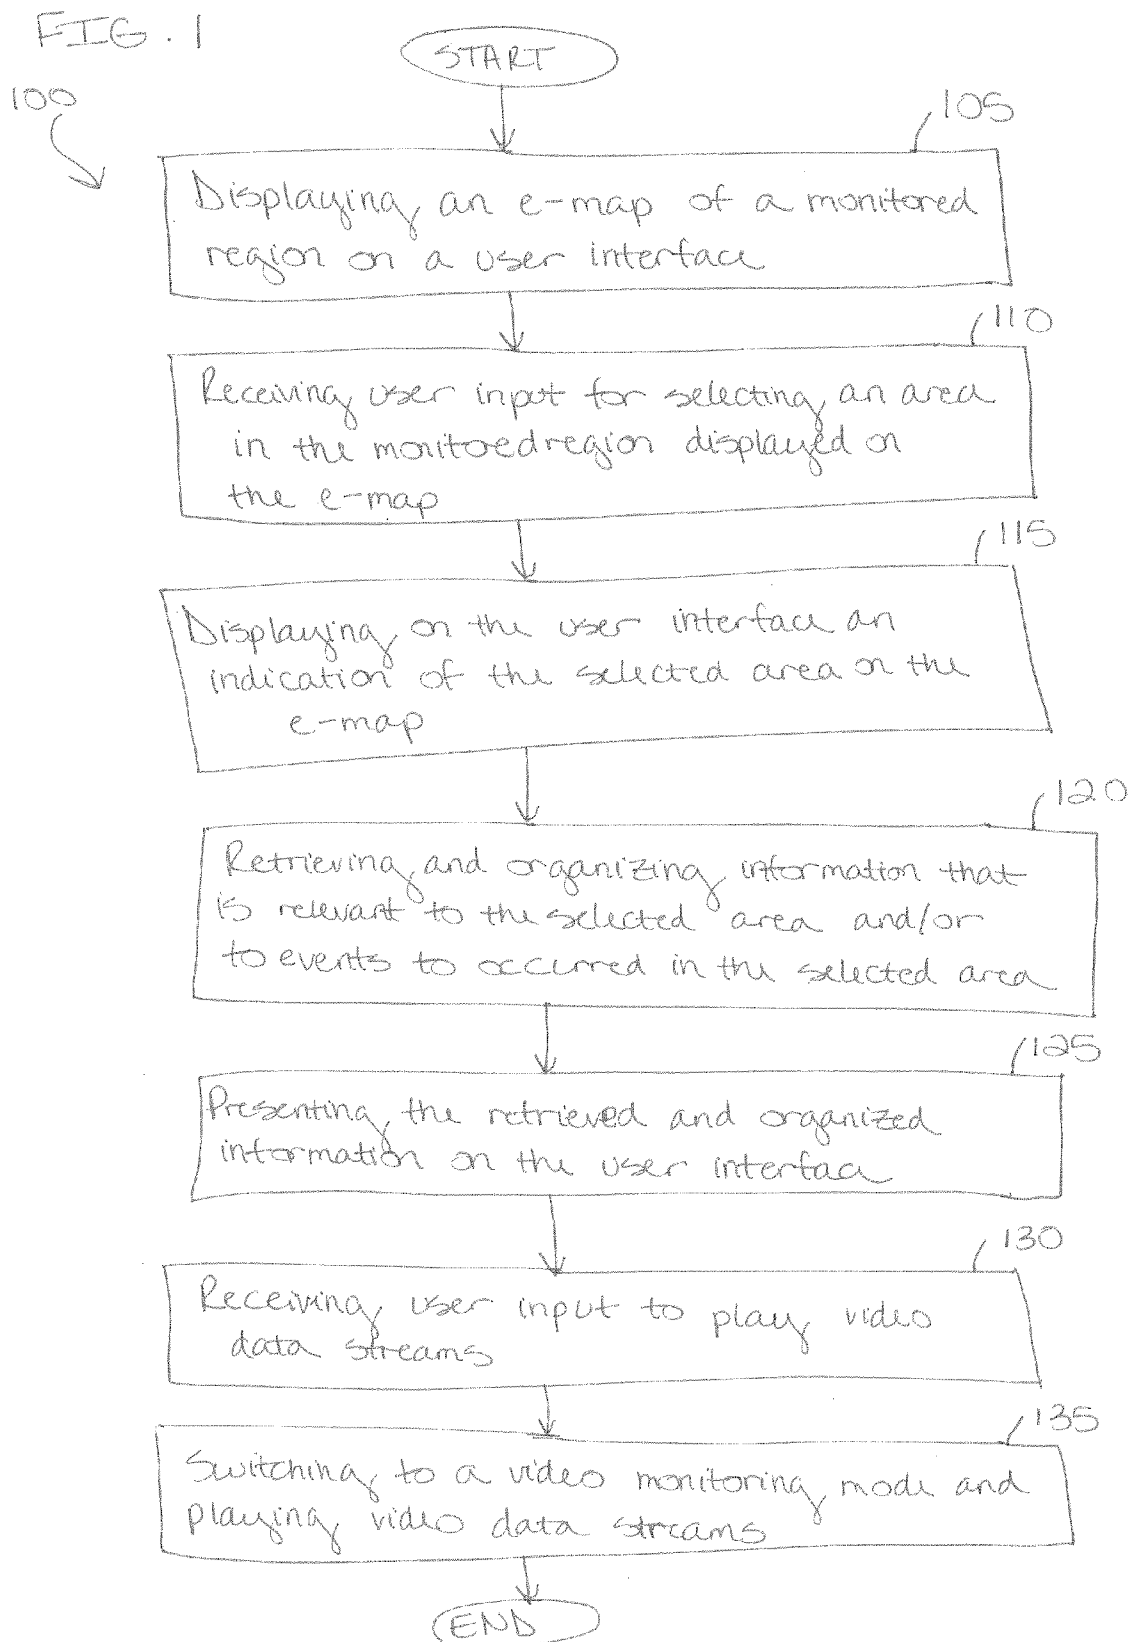 FIG. 1
START
100
105
Displaying an e-map of a monitored
region on a user interface
110
Receiving user input for selecting an area
in the monitoredregion displayed on
the e-map
115
Displaying on the user interface an
indication of the selected area on the
e-map
120
Retrieving and organizing information that
is relevant to the selected area and/or
to events to occurred in the selected area
125
Presenting the retrieved and organized
information on the user interface
130
Receiving user input to play video
data streams
135
Switching to a video monitoring mode and
playing video data streams
END